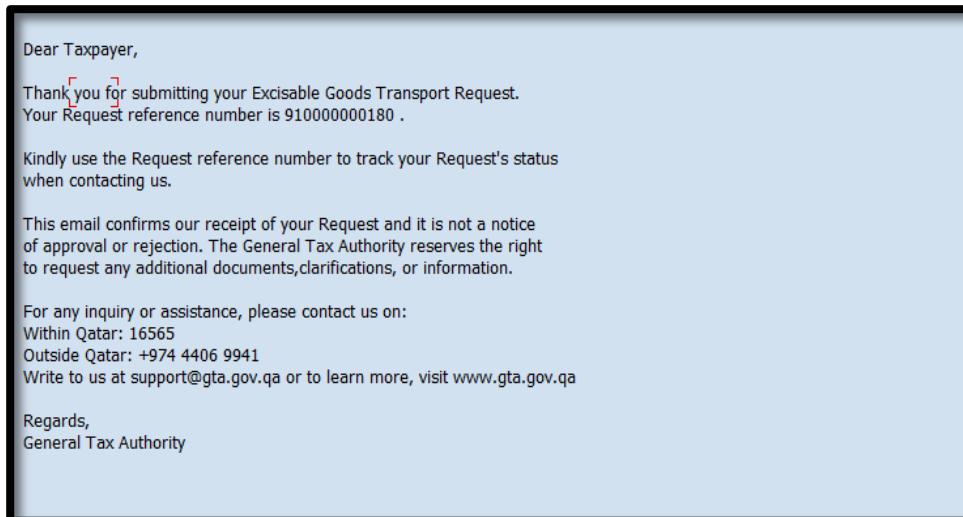 Dear Taxpayer,
Thank you for submitting your Excisable Goods Transport Request.
Your Request reference number is 910000000180 .
Kindly use the Request reference number to track your Request's status
when contacting us.
This email confirms our receipt of your Request and it is not a notice
of approval or rejection. The General Tax Authority reserves the right
to request any additional documents,clarifications, or information.
For any inquiry or assistance, please contact us on:
Within Qatar: 16565
Outside Qatar: +974 4406 9941
Write to us at support@gta.gov.qa or to learn more, visit www.gta.gov.qa
Regards,
General Tax Authority